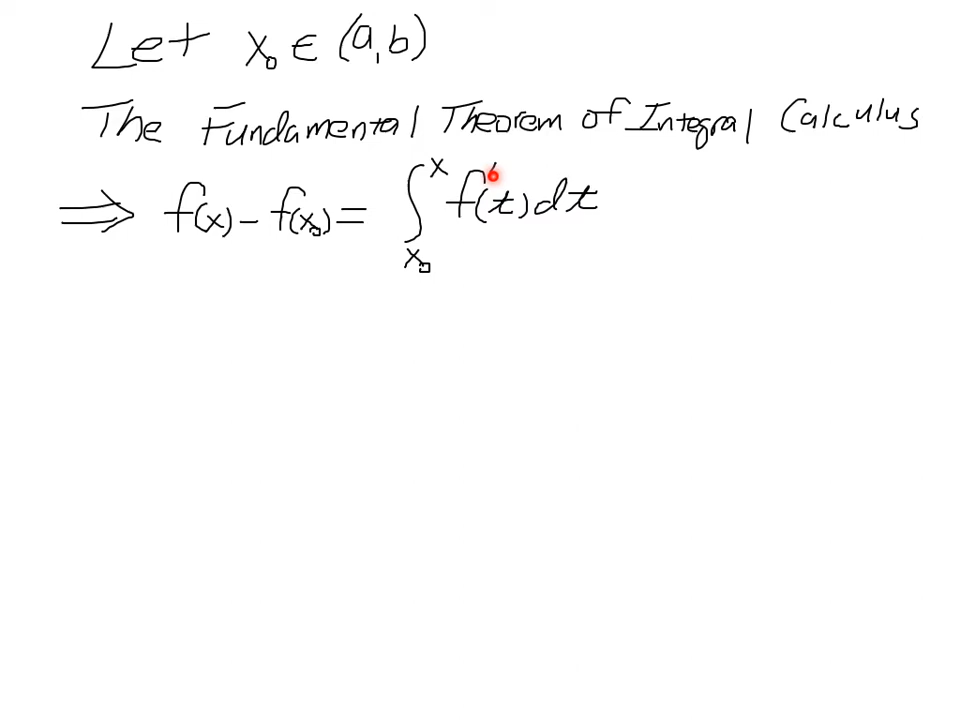 Let x₀ ∈ (a,b)
The Fundamental Theorem of Integral Calculus
⟹ f(x) - f(x₀) = ∫_{x₀}^{x} f'(t)dt